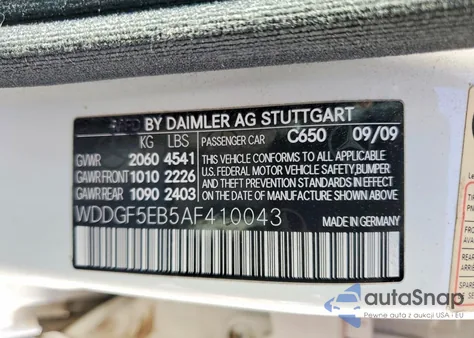 BY DAIMLER AG STUTTGART
KG LBS PASSENGER CAR C650 09/09
GVWR 2060 4541
GAWR FRONT 1010 2226
GAWR REAR 1090 2403
THIS VEHICLE CONFORMS TO ALL APPLICABLE
U.S. FEDERAL MOTOR VEHICLE SAFETY, BUMPER
AND THEFT PREVENTION STANDARDS IN EFFECT
ON THE DATE OF MANUFACTURE SHOWN ABOVE
WDDGF5EB5AF410043 MADE IN GERMANY
autoSnap
Pewne auta z aukcji USA i EU